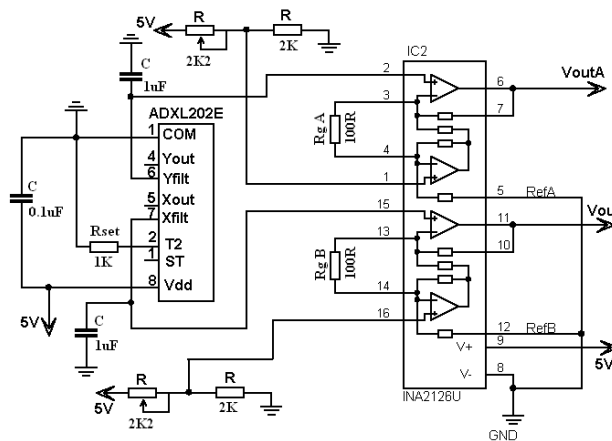 5V R R
2K2 2K
C
1uF
IC2
2 6 VoutA
3 7
Rg A 100R
4
1 5 RefA
ADXL202E
1 COM
4 Yout
6 Yfilt
5 Xout
7 Xfilt
2 T2
1 ST
8 Vdd
C
0.1uF
Rset
1K
5V
C
1uF
15 11 Vou
13 10
Rg B 100R
14
16 12 RefB
V+ 9 5V
V- 8
INA2126U
GND
5V R R
2K2 2K